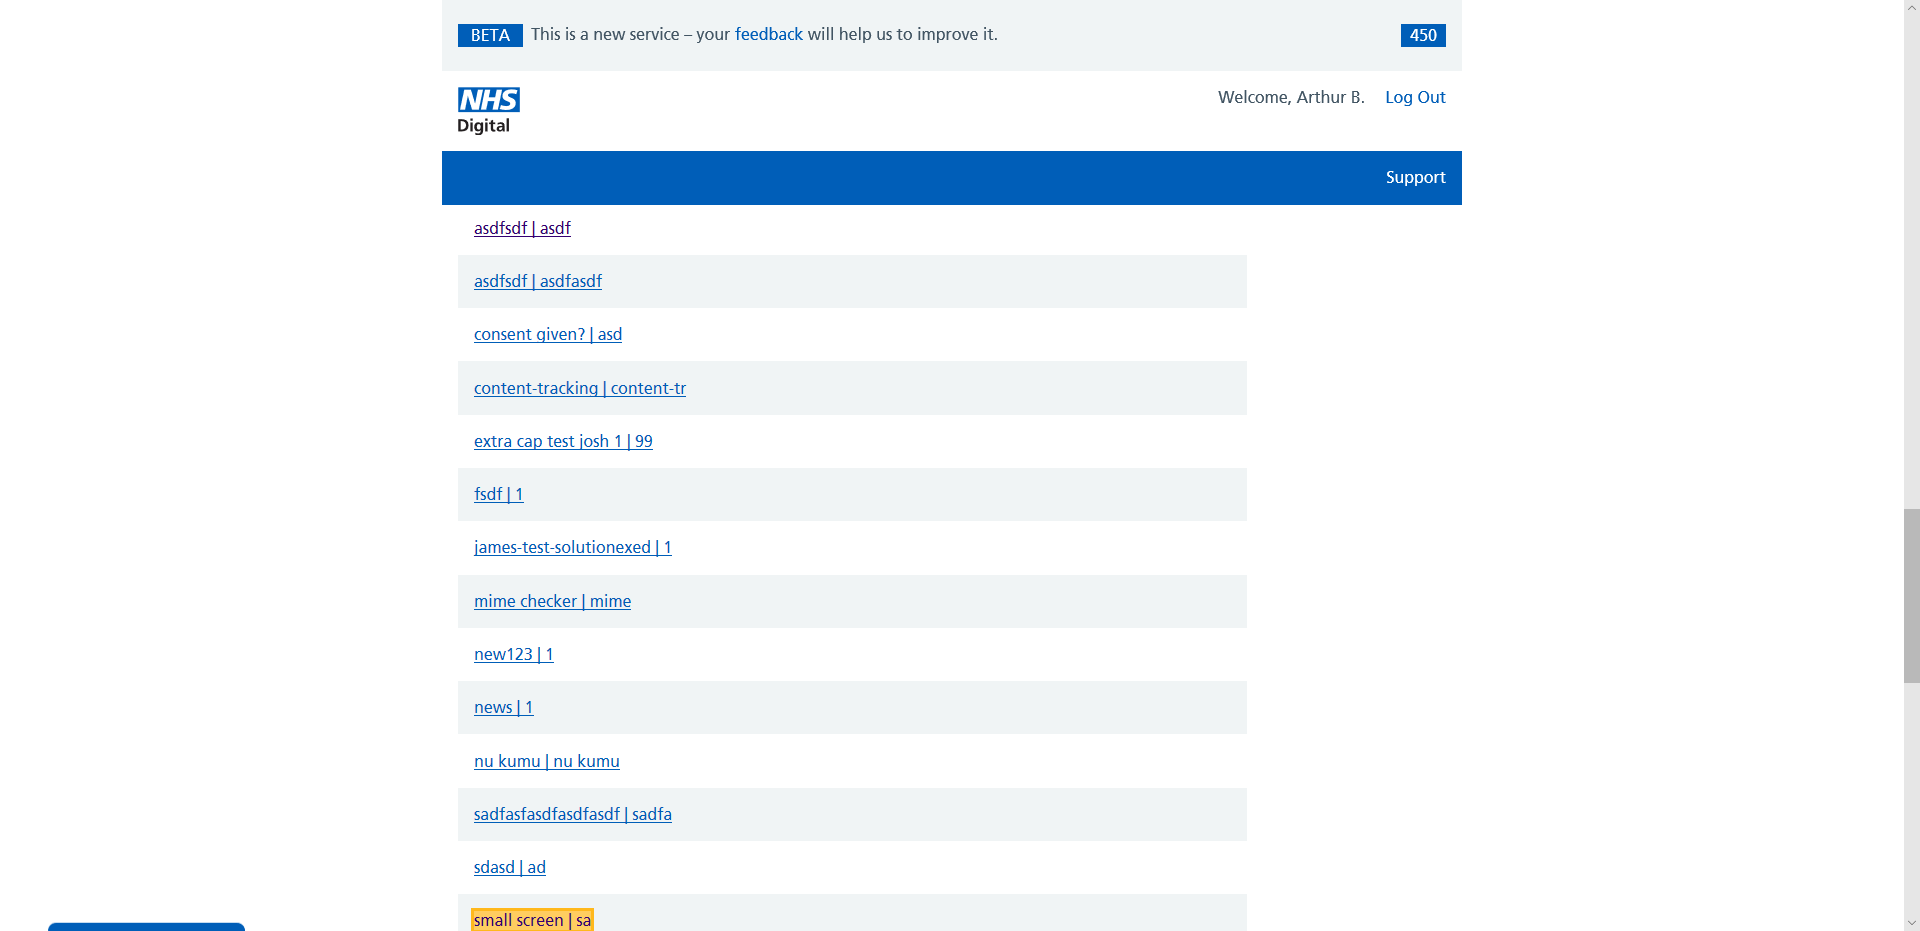 BETA This is a new service – your feedback will help us to improve it. 450
NHS
Digital
Welcome, Arthur B. Log Out
Support
asdfsdf | asdf
asdfsdf | asdfasdf
consent given? | asd
content-tracking | content-tr
extra cap test josh 1 | 99
fsdf | 1
james-test-solutionexed | 1
mime checker | mime
new123 | 1
news | 1
nu kumu | nu kumu
sadfasfasdfasdfasdf | sadfa
sdasd | ad
small screen | sa